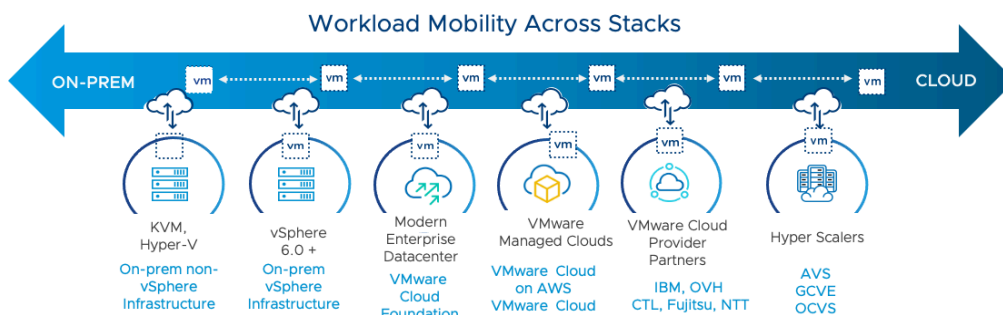 Workload Mobility Across Stacks
ON-PREM
vm
vm
vm
vm
vm
vm
CLOUD
vm
vm
vm
vm
vm
KVM,
Hyper-V
On-prem non-
vSphere
Infrastructure
vSphere
6.0 +
On-prem
vSphere
Infrastructure
Modern
Enterprise
Datacenter
VMware
Cloud
Foundation
VMware
Managed Clouds
VMware Cloud
on AWS
VMware Cloud
VMware Cloud
Provider
Partners
IBM, OVH
CTL, Fujitsu, NTT
Hyper Scalers
AVS
GCVE
OCVS